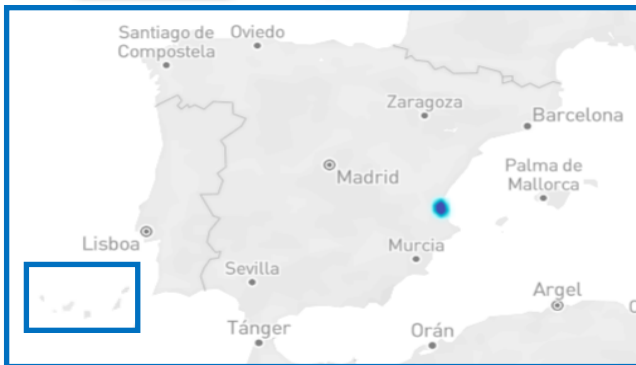 Santiago de
Compostela
Oviedo
Zaragoza
Barcelona
Madrid
Palma de
Mallorca
Lisboa
Murcia
Sevilla
Argel
Tánger
Orán